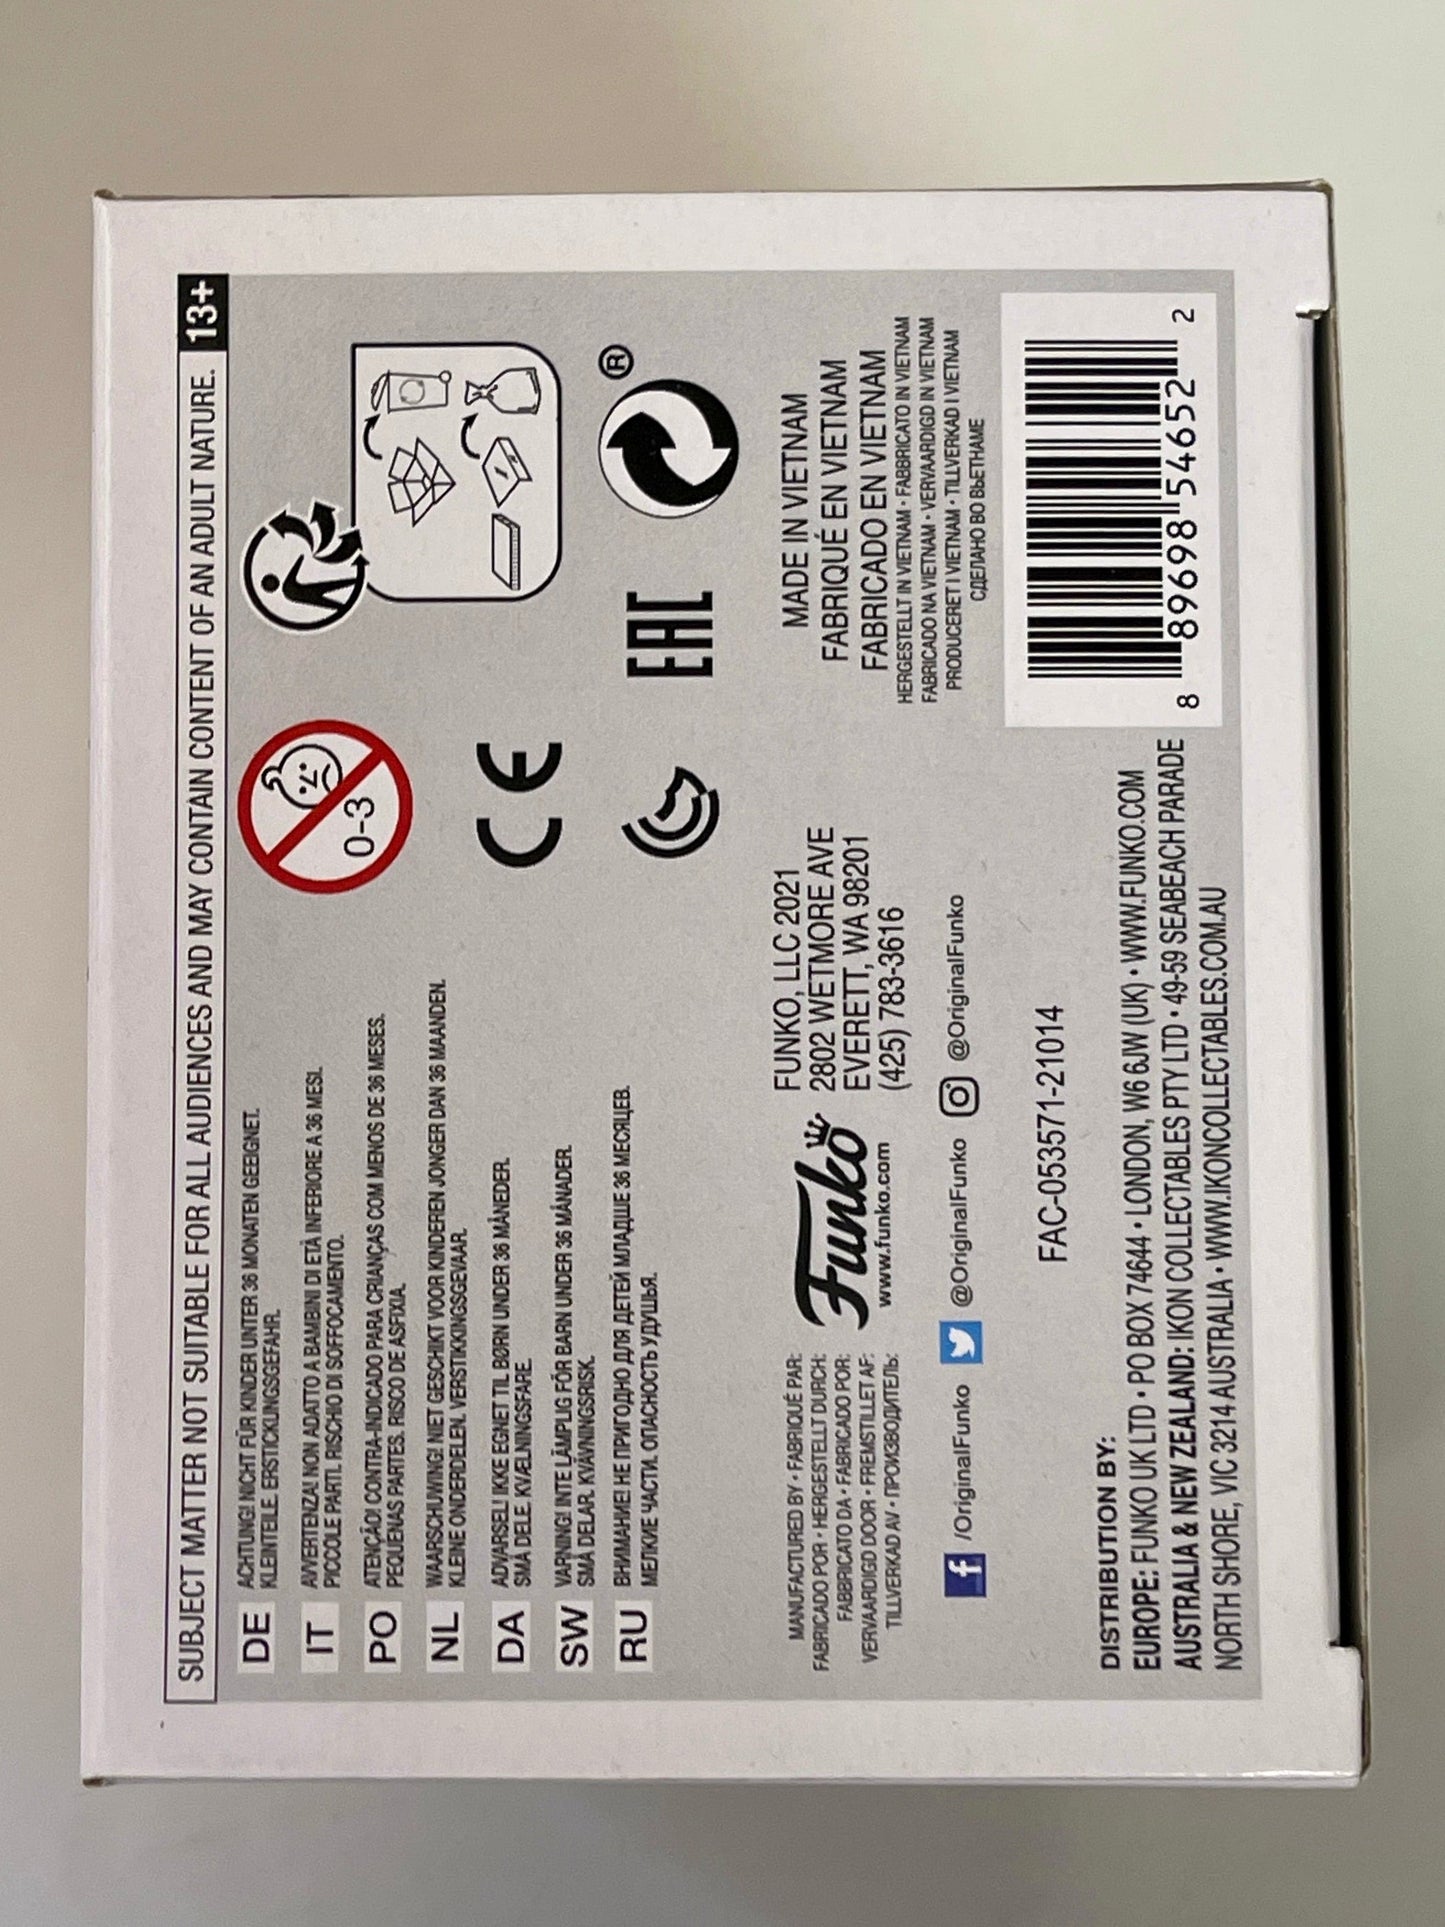 SUBJECT MATTER NOT SUITABLE FOR ALL AUDIENCES AND MAY CONTAIN CONTENT OF AN ADULT NATURE. 13+
DE ACHTUNG! NICHT FÜR KINDER UNTER 36 MONATEN GEEIGNET.
KLEINTEILE. ERSTICKUNGSGEFAHR.
IT AVVERTENZA! NON ADATTO A BAMBINI DI ETÀ INFERIORE A 36 MESI.
PICCOLE PARTI. RISCHIO DI SOFFOCAMENTO.
PO ATENÇÃO! CONTRA-INDICADO PARA CRIANÇAS COM MENOS DE 36 MESES.
PEQUENAS PARTES. RISCO DE ASFIXIA.
NL WAARSCHUWING! NIET GESCHIKT VOOR KINDEREN JONGER DAN 36 MAANDEN.
KLEINE ONDERDELEN. VERSTIKKINGSGEVAAR.
DA ADVARSEL! IKKE EGNET TIL BØRN UNDER 36 MÅNEDER.
SMÅ DELE. KVÆLNINGSFARE.
SW VARNING! INTE LÄMPLIG FÖR BARN UNDER 36 MÅNADER.
SMÅ DELAR. KVÄVNINGSRISK.
RU ВНИМАНИЕ! НЕ ПРИГОДНО ДЛЯ ДЕТЕЙ МЛАДШЕ 36 МЕСЯЦЕВ.
МЕЛКИЕ ЧАСТИ. ОПАСНОСТЬ УДУШЬЯ.
0-3
CE
EAC
®
MANUFACTURED BY • FABRIQUÉ PAR:
FABRICADO POR • HERGESTELLT DURCH:
FABBRICATO DA • FABRICADO POR:
VERVAARDIGD DOOR • FREMSTILLET AF:
TILLVERKAD AV • ПРОИЗВОДИТЕЛЬ:
Funko
www.funko.com
FUNKO, LLC 2021
2802 WETMORE AVE
EVERETT, WA 98201
(425) 783-3616
MADE IN VIETNAM
FABRIQUÉ EN VIETNAM
FABRICADO EN VIETNAM
HERGESTELLT IN VIETNAM • FABBRICATO IN VIETNAM
FABRICADO NA VIETNAM • VERVAARDIGD IN VIETNAM
PRODUCERET I VIETNAM • TILLVERKAD I VIETNAM
СДЕЛАНО ВО ВЬЕТНАМЕ
f /OriginalFunko @OriginalFunko @OriginalFunko
FAC-053571-21014
DISTRIBUTION BY:
EUROPE: FUNKO UK LTD • PO BOX 74644 • LONDON, W6 6JW (UK) • WWW.FUNKO.COM
AUSTRALIA & NEW ZEALAND: IKON COLLECTABLES PTY LTD • 49-59 SEABEACH PARADE
NORTH SHORE, VIC 3214 AUSTRALIA • WWW.IKONCOLLECTABLES.COM.AU
8 89698 54652 2